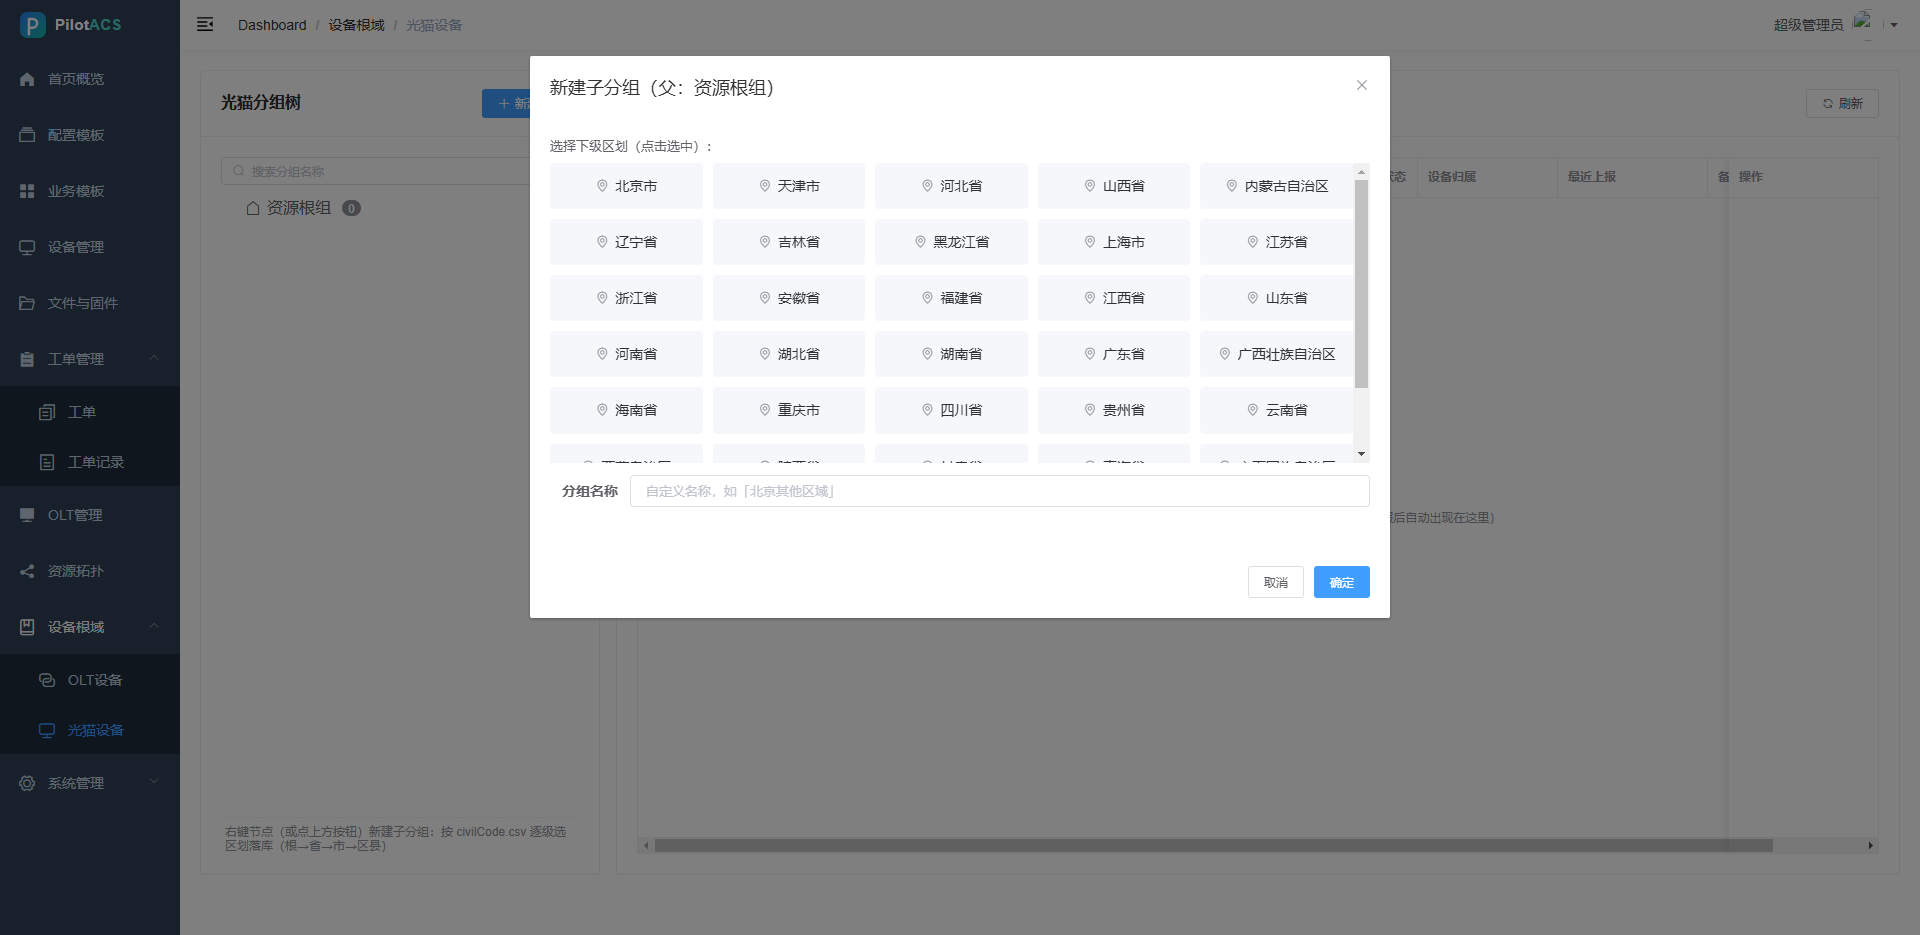 PilotACS
Dashboard / 设备根域 / 光猫设备
超级管理员
首页概览
配置模板
业务模板
设备管理
文件与固件
工单管理
工单
工单记录
OLT管理
资源拓扑
设备根域
OLT设备
光猫设备
系统管理
光猫分组树
刷新
搜索分组名称
资源根组 0
设备归属 最近上报 备 操作
后自动出现在这里）
右键节点（或点上方按钮）新建子分组：按 civilCode.csv 逐级选
区划落库（根→省→市→区县）
新建子分组（父：资源根组）
选择下级区划（点击选中）：
北京市 天津市 河北省 山西省 内蒙古自治区
辽宁省 吉林省 黑龙江省 上海市 江苏省
浙江省 安徽省 福建省 江西省 山东省
河南省 湖北省 湖南省 广东省 广西壮族自治区
海南省 重庆市 四川省 贵州省 云南省
分组名称 自定义名称，如「北京其他区域」
取消 确定